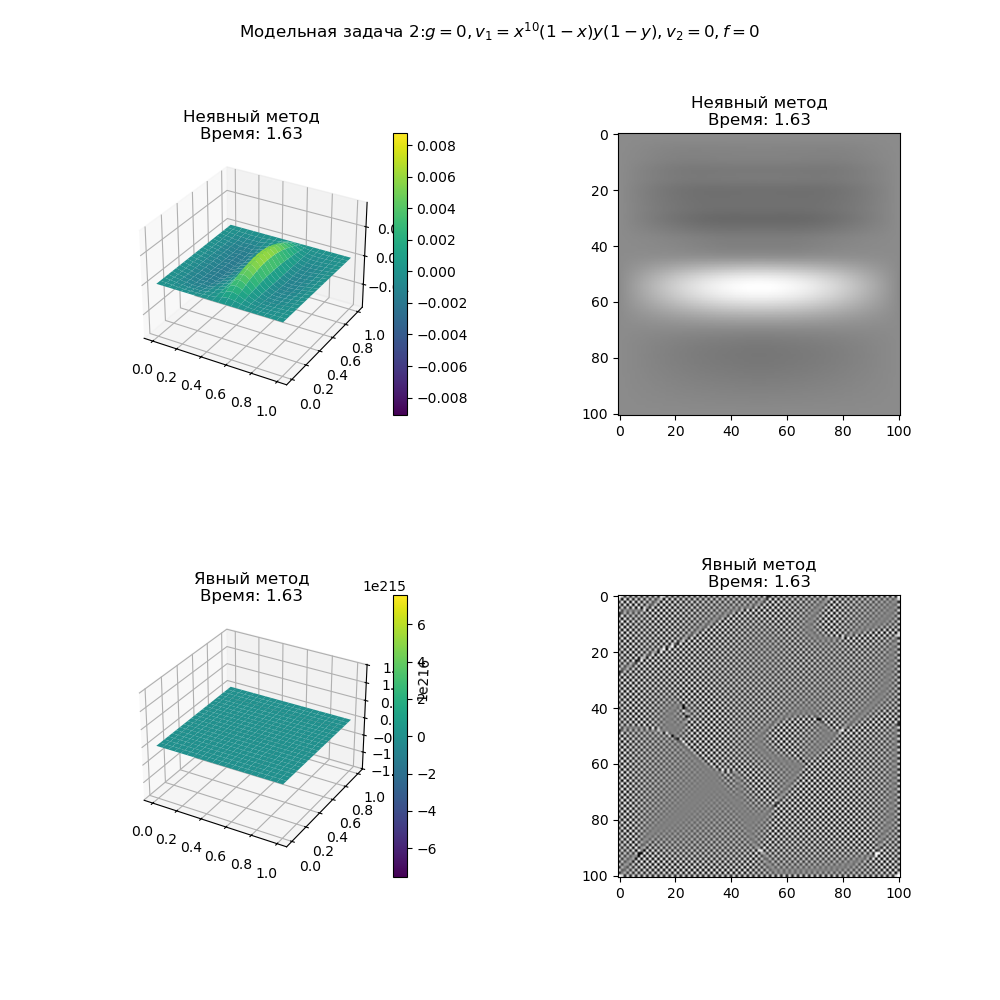 Модельная задача 2:g = 0, v₁ = x¹⁰(1 − x)y(1 − y), v₂ = 0, f = 0
Неявный метод
Время: 1.63
0.008
0.006
0.004
0.002
0.000
−0.002
−0.004
−0.006
−0.008
0.0 0.2 0.4 0.6 0.8 1.0
0.0 0.2 0.4 0.6 0.8 1.0
Неявный метод
Время: 1.63
0
20
40
60
80
100
0 20 40 60 80 100
Явный метод
Время: 1.63
1e215
6
4
2
0
−2
−4
−6
0.0 0.2 0.4 0.6 0.8 1.0
0.0 0.2 0.4 0.6 0.8 1.0
Явный метод
Время: 1.63
0
20
40
60
80
100
0 20 40 60 80 100